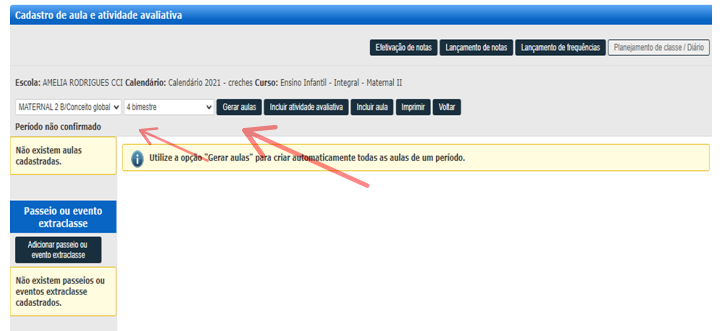 Cadastro de aula e atividade avaliativa
Efetivação de notas Lançamento de notas Lançamento de frequências Planejamento de classe / Diário
Escola: AMELIA RODRIGUES CCI Calendário: Calendário 2021 - creches Curso: Ensino Infantil - Integral - Maternal II
MATERNAL 2 B/Conceito global 4 bimestre Gerar aulas Incluir atividade avaliativa Incluir aula Imprimir Voltar
Período não confirmado
Não existem aulas
cadastradas.
Utilize a opção "Gerar aulas" para criar automaticamente todas as aulas de um período.
Passeio ou evento
extraclasse
Adicionar passeio ou
evento extraclasse
Não existem passeios ou
eventos extraclasse
cadastrados.